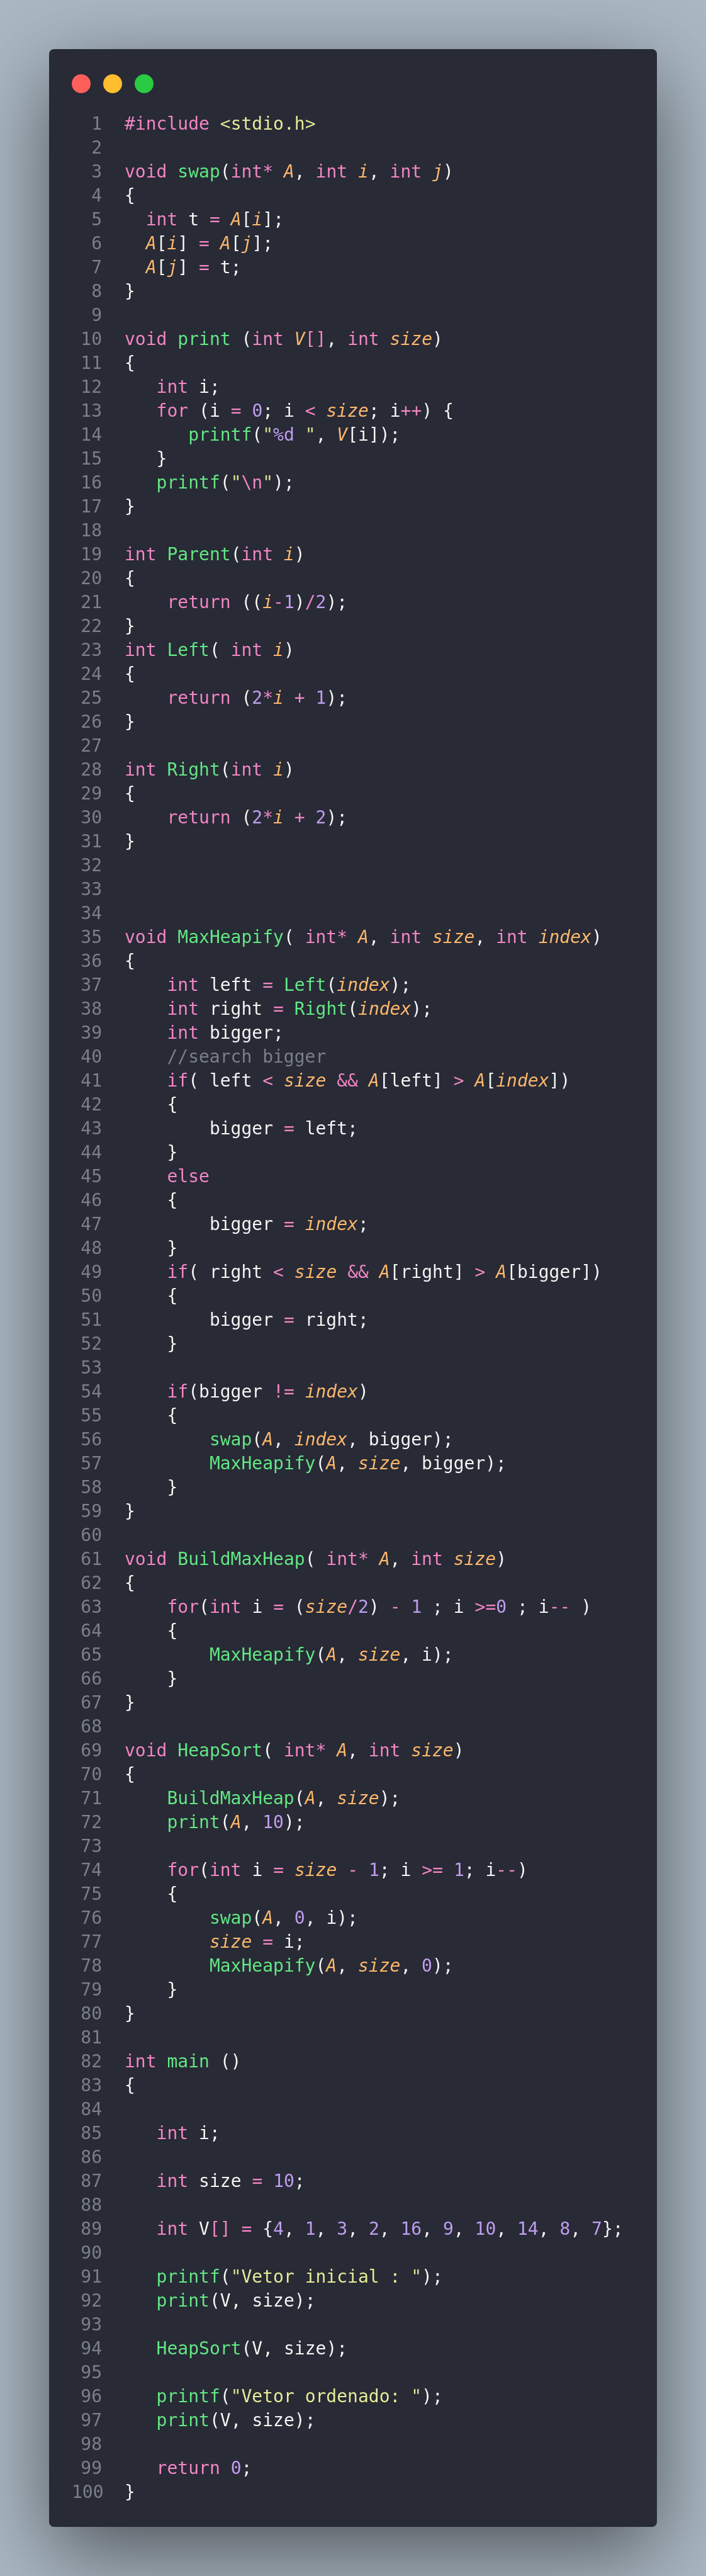 1 #include <stdio.h>
2
3 void swap(int* A, int i, int j)
4 {
5   int t = A[i];
6   A[i] = A[j];
7   A[j] = t;
8 }
9
10 void print (int V[], int size)
11 {
12    int i;
13    for (i = 0; i < size; i++) {
14       printf("%d ", V[i]);
15    }
16    printf("\n");
17 }
18
19 int Parent(int i)
20 {
21     return ((i-1)/2);
22 }
23 int Left( int i)
24 {
25     return (2*i + 1);
26 }
27
28 int Right(int i)
29 {
30     return (2*i + 2);
31 }
32
33
34
35 void MaxHeapify( int* A, int size, int index)
36 {
37     int left = Left(index);
38     int right = Right(index);
39     int bigger;
40     //search bigger
41     if( left < size && A[left] > A[index])
42     {
43         bigger = left;
44     }
45     else
46     {
47         bigger = index;
48     }
49     if( right < size && A[right] > A[bigger])
50     {
51         bigger = right;
52     }
53
54     if(bigger != index)
55     {
56         swap(A, index, bigger);
57         MaxHeapify(A, size, bigger);
58     }
59 }
60
61 void BuildMaxHeap( int* A, int size)
62 {
63     for(int i = (size/2) - 1 ; i >=0 ; i-- )
64     {
65         MaxHeapify(A, size, i);
66     }
67 }
68
69 void HeapSort( int* A, int size)
70 {
71     BuildMaxHeap(A, size);
72     print(A, 10);
73
74     for(int i = size - 1; i >= 1; i--)
75     {
76         swap(A, 0, i);
77         size = i;
78         MaxHeapify(A, size, 0);
79     }
80 }
81
82 int main ()
83 {
84
85    int i;
86
87    int size = 10;
88
89    int V[] = {4, 1, 3, 2, 16, 9, 10, 14, 8, 7};
90
91    printf("Vetor inicial : ");
92    print(V, size);
93
94    HeapSort(V, size);
95
96    printf("Vetor ordenado: ");
97    print(V, size);
98
99    return 0;
100 }